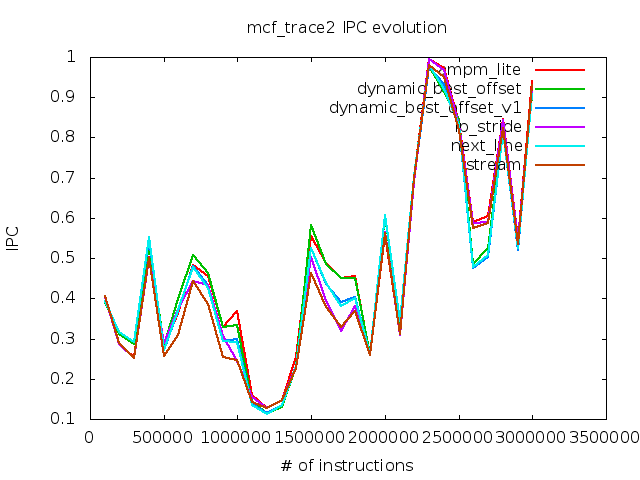 mcf_trace2 IPC evolution
1
0.9
0.8
0.7
0.6
0.5
0.4
0.3
0.2
0.1
IPC
mpm_lite
dynamic_best_offset
dynamic_best_offset_v1
ip_stride
next_line
stream
0 500000 1000000 1500000 2000000 2500000 3000000 3500000
# of instructions